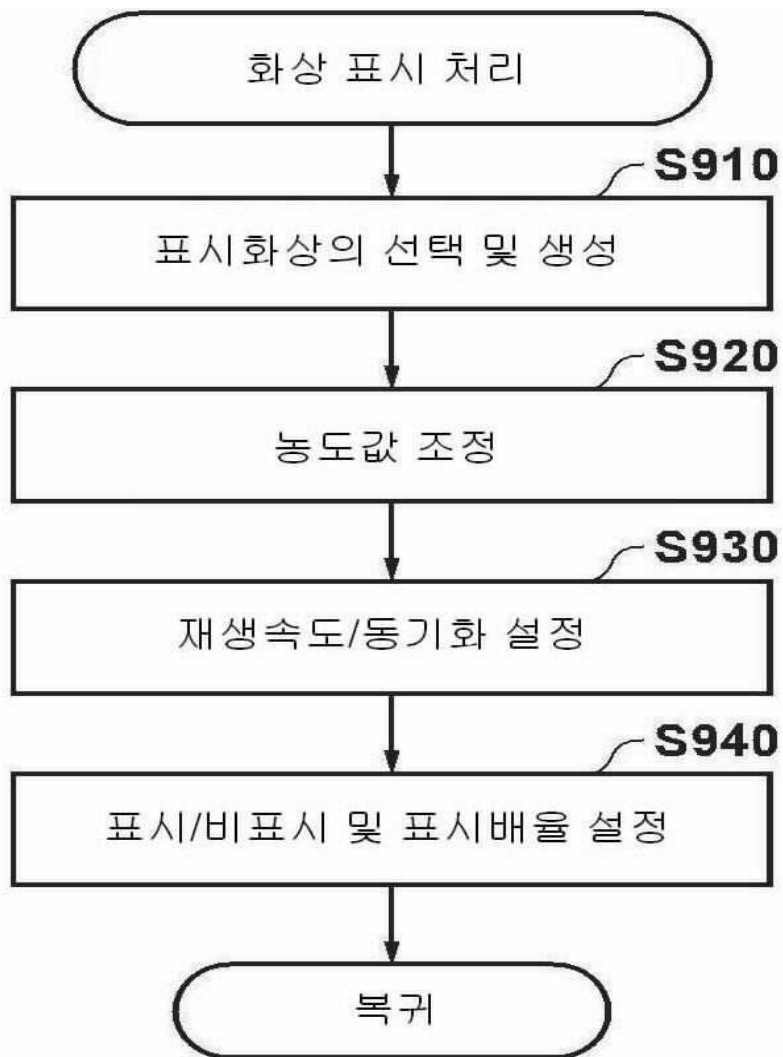 화상 표시 처리
S910
표시화상의 선택 및 생성
S920
농도값 조정
S930
재생속도/동기화 설정
S940
표시/비표시 및 표시배율 설정
복귀